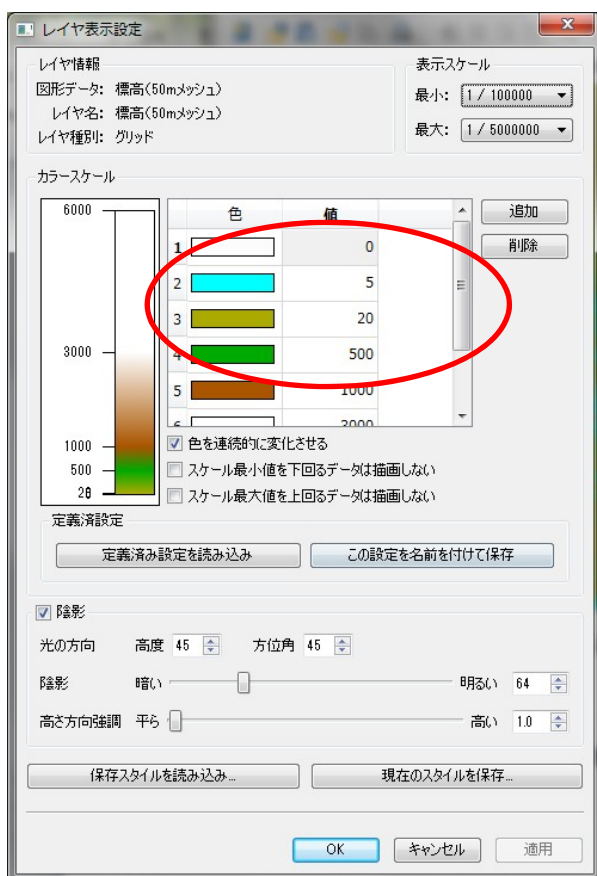 レイヤ表示設定
レイヤ情報
図形データ: 標高(50mメッシュ)
レイヤ名: 標高(50mメッシュ)
レイヤ種別: グリッド
表示スケール
最小: 1 / 100000
最大: 1 / 5000000
カラースケール
6000
3000
1000
500
色 値
1 0
2 5
3 20
4 500
5 1000
6 3000
追加
削除
色を連続的に変化させる
スケール最小値を下回るデータは描画しない
スケール最大値を上回るデータは描画しない
定義済設定
定義済み設定を読み込み
この設定を名前を付けて保存
陰影
光の方向 高度 45 方位角 45
陰影 暗い 明るい 64
高さ方向強調 平ら 高い 1.0
保存スタイルを読み込み...
現在のスタイルを保存...
OK キャンセル 適用